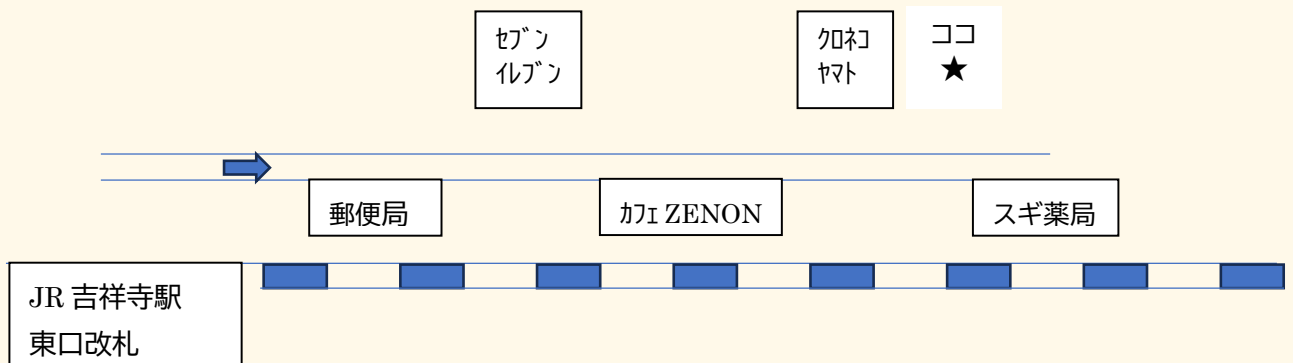 ｾﾌﾞﾝ
ｲﾚﾌﾞﾝ
ｸﾛﾈｺ
ﾔﾏﾄ
ココ
★
郵便局
ｶﾌｪ ZENON
スギ薬局
JR 吉祥寺駅
東口改札